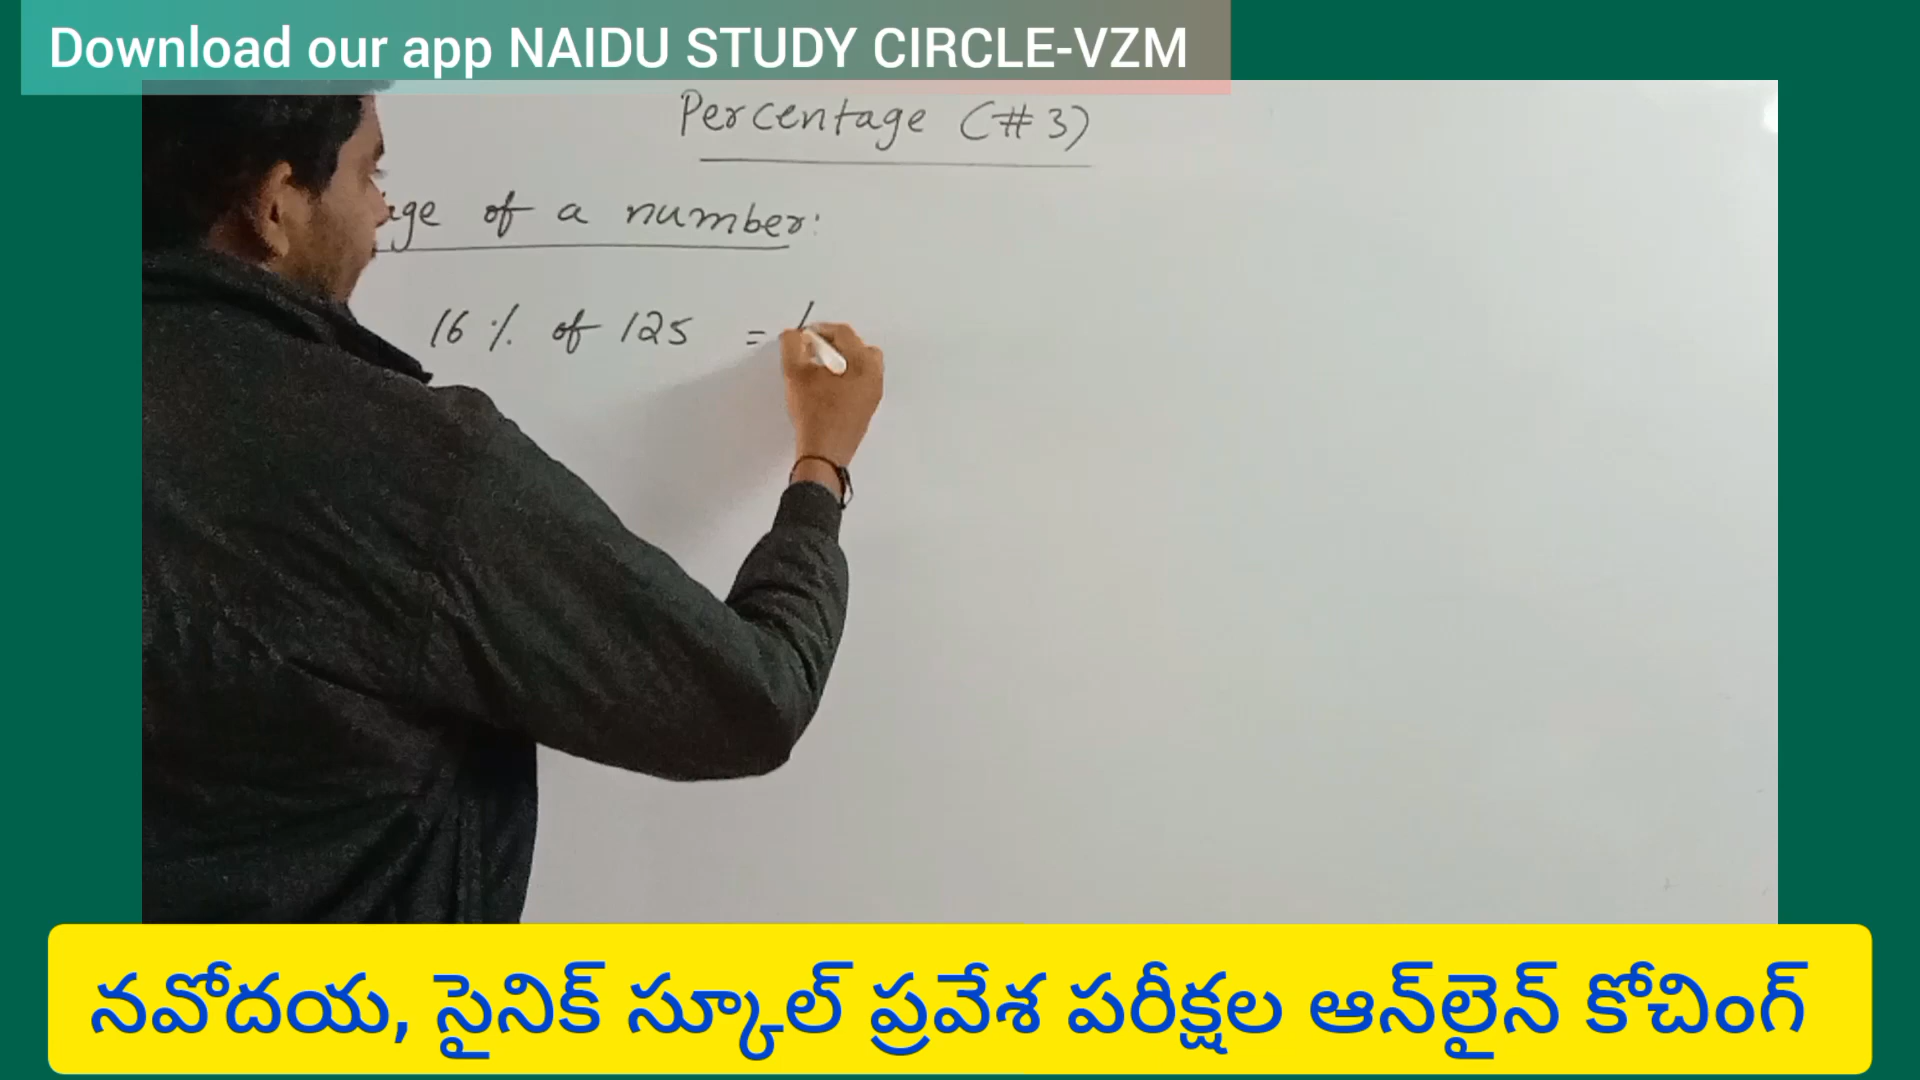 Download our app NAIDU STUDY CIRCLE-VZM
Percentage (#3)
of a number:
16% of 125 =
నవోదయ, సైనిక్ స్కూల్ ప్రవేశ పరీక్షల ఆన్‌లైన్ కోచింగ్